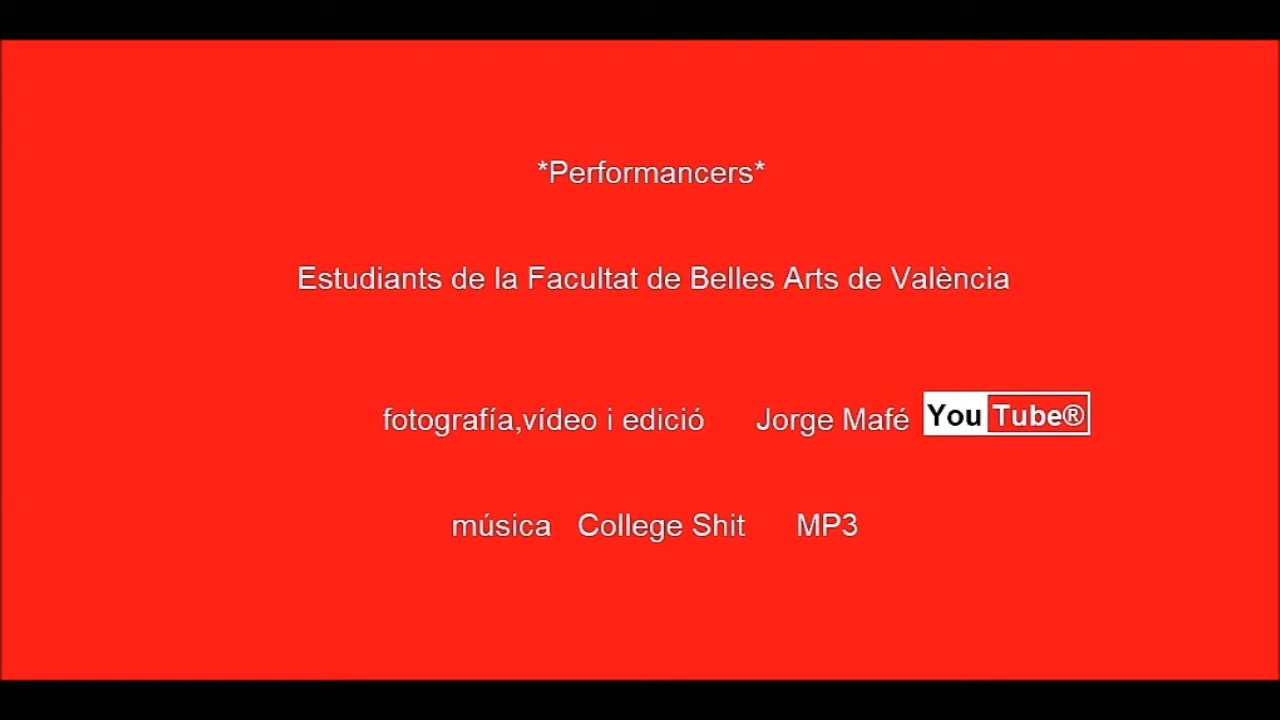 *Performancers*
Estudiants de la Facultat de Belles Arts de València
fotografía,vídeo i edició Jorge Mafé YouTube®
música College Shit MP3